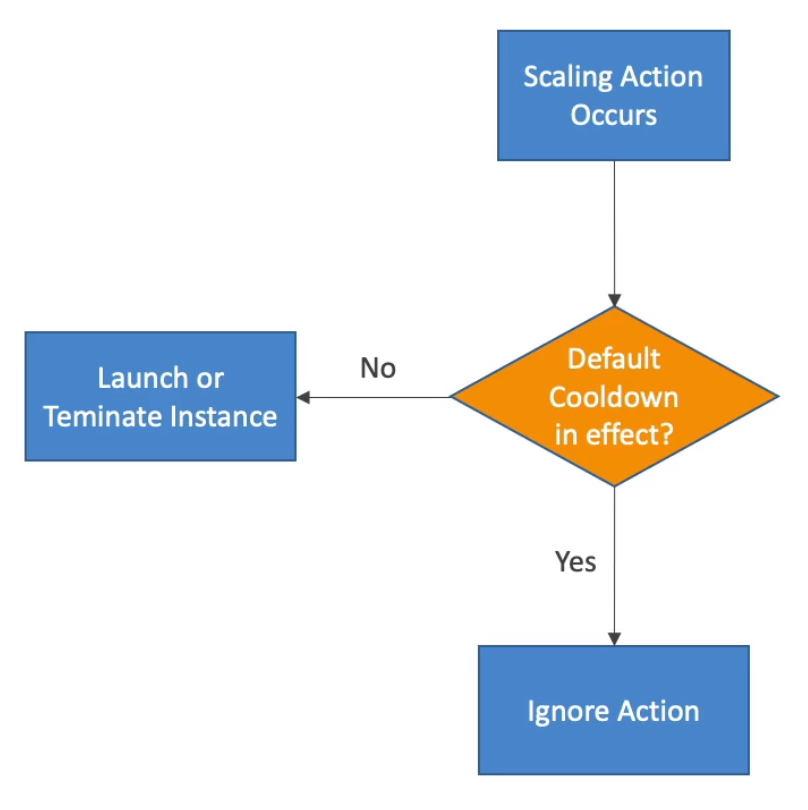 Scaling Action
Occurs
Default
Cooldown
in effect?
No
Launch or
Teminate Instance
Yes
Ignore Action